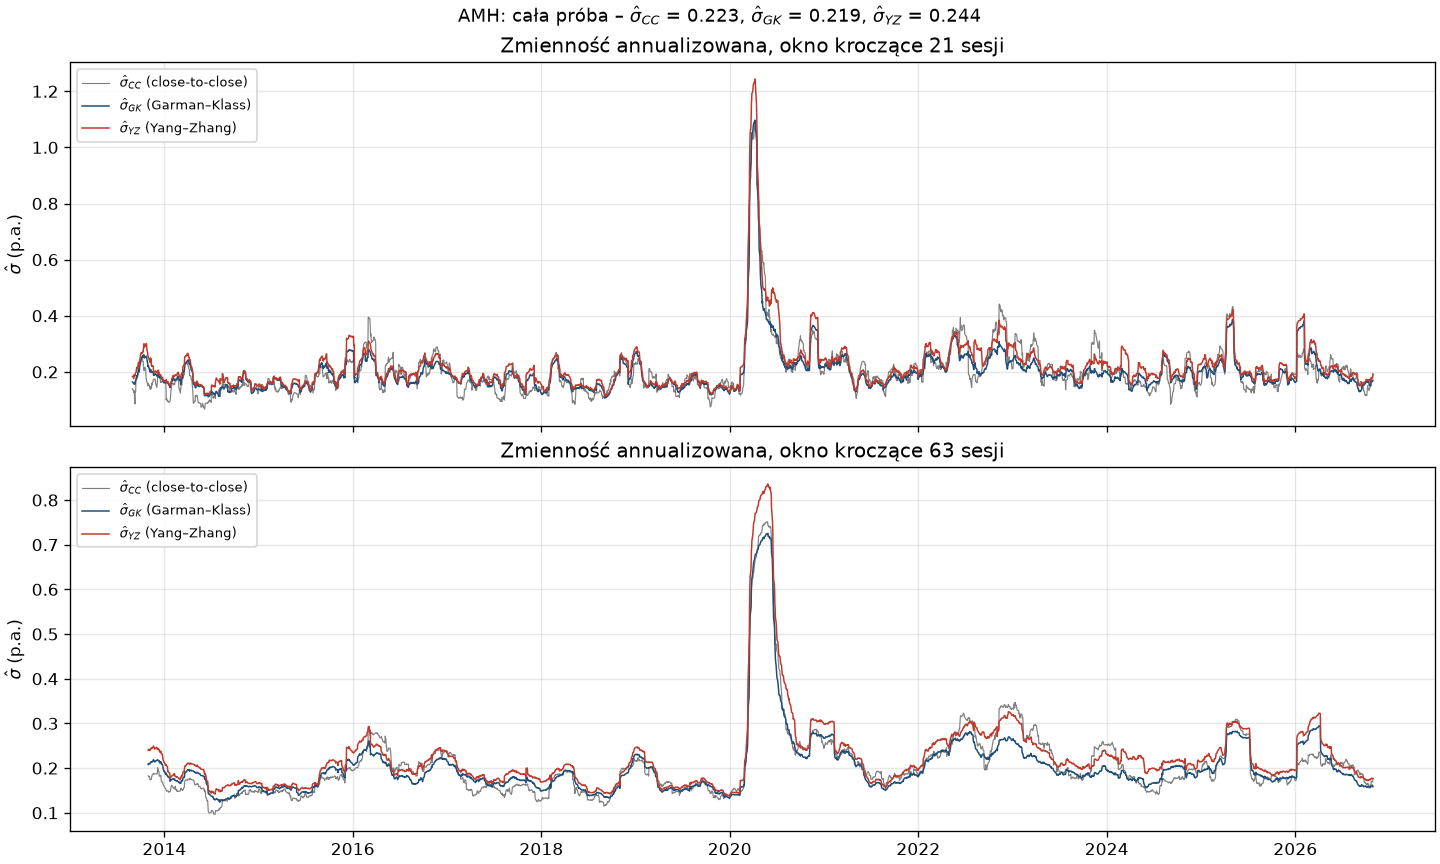 AMH: cała próba – σ̂CC = 0.223, σ̂GK = 0.219, σ̂YZ = 0.244
Zmienność annualizowana, okno kroczące 21 sesji
σ̂CC (close-to-close)
σ̂GK (Garman–Klass)
σ̂YZ (Yang–Zhang)
1.2
1.0
0.8
0.6
0.4
0.2
σ̂ (p.a.)
Zmienność annualizowana, okno kroczące 63 sesji
σ̂CC (close-to-close)
σ̂GK (Garman–Klass)
σ̂YZ (Yang–Zhang)
0.8
0.7
0.6
0.5
0.4
0.3
0.2
0.1
σ̂ (p.a.)
2014 2016 2018 2020 2022 2024 2026